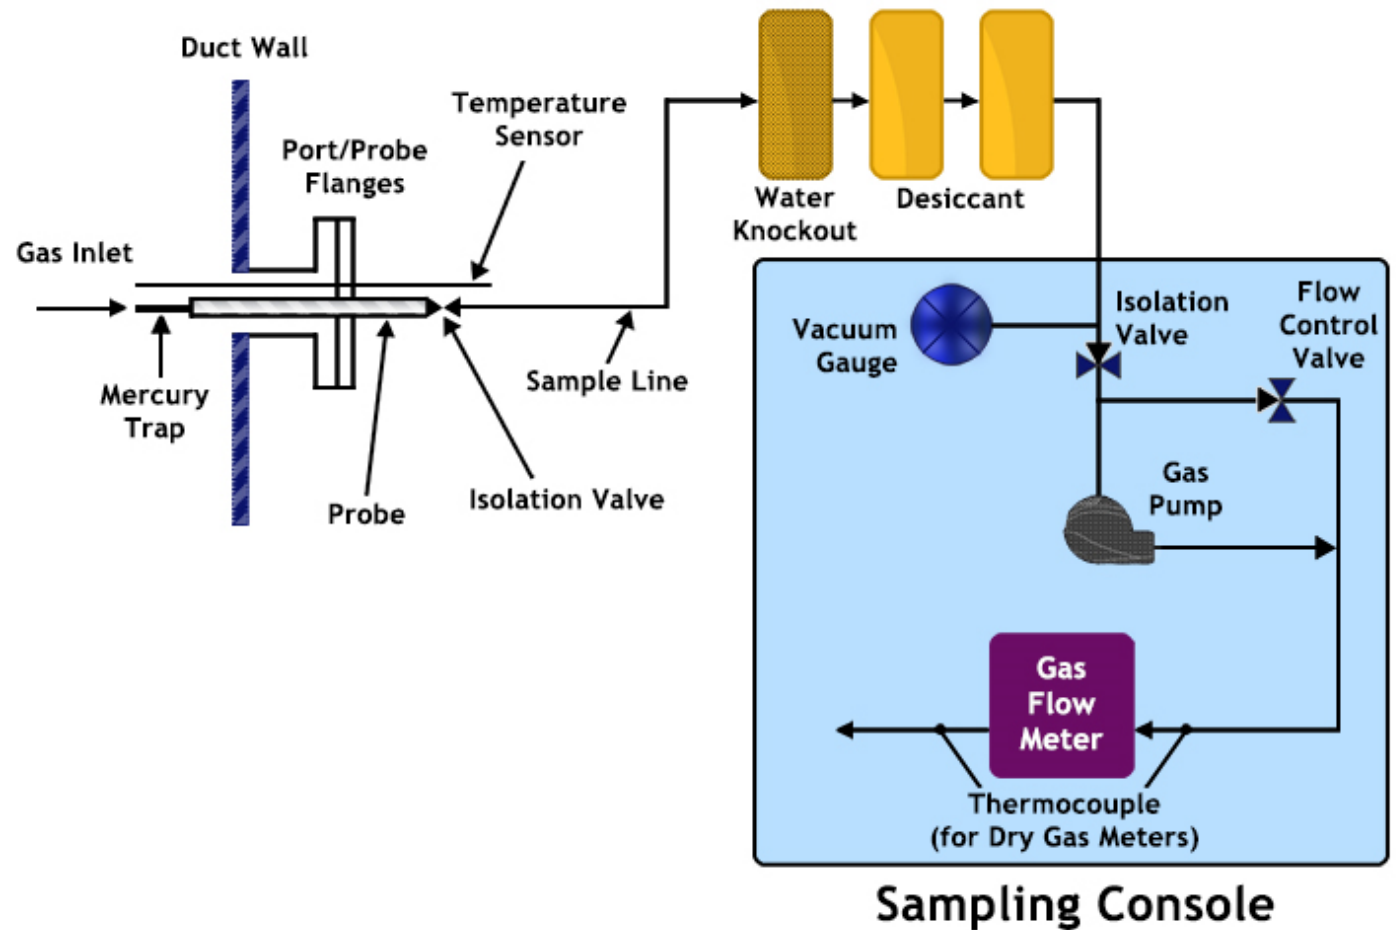 Duct Wall
Temperature
Sensor
Port/Probe
Flanges
Gas Inlet
Mercury
Trap
Probe
Isolation Valve
Sample Line
Water
Knockout
Desiccant
Vacuum
Gauge
Isolation
Valve
Flow
Control
Valve
Gas
Pump
Gas
Flow
Meter
Thermocouple
(for Dry Gas Meters)
Sampling Console